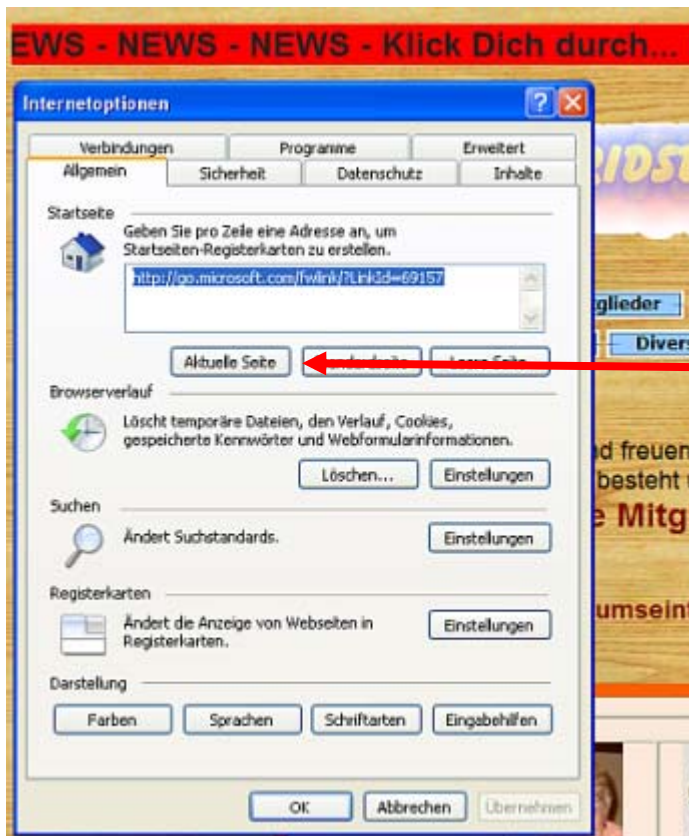 EWS - NEWS - NEWS - Klick Dich durch...
Internetoptionen
Verbindungen Programme Erweitert
Allgemein Sicherheit Datenschutz Inhalte
Startseite
Geben Sie pro Zeile eine Adresse an, um
Startseiten-Registerkarten zu erstellen.
http://go.microsoft.com/fwlink/?LinkId=69157
Aktuelle Seite
Browserverlauf
Löscht temporäre Dateien, den Verlauf, Cookies,
gespeicherte Kennwörter und Webformularinformationen.
Löschen... Einstellungen
Suchen
Ändert Suchstandards.
Einstellungen
Registerkarten
Ändert die Anzeige von Webseiten in
Registerkarten.
Einstellungen
Darstellung
Farben Sprachen Schriftarten Eingabehilfen
OK Abbrechen Übernehmen
glieder
Divers
d freuen
besteht
Mitg
umseint